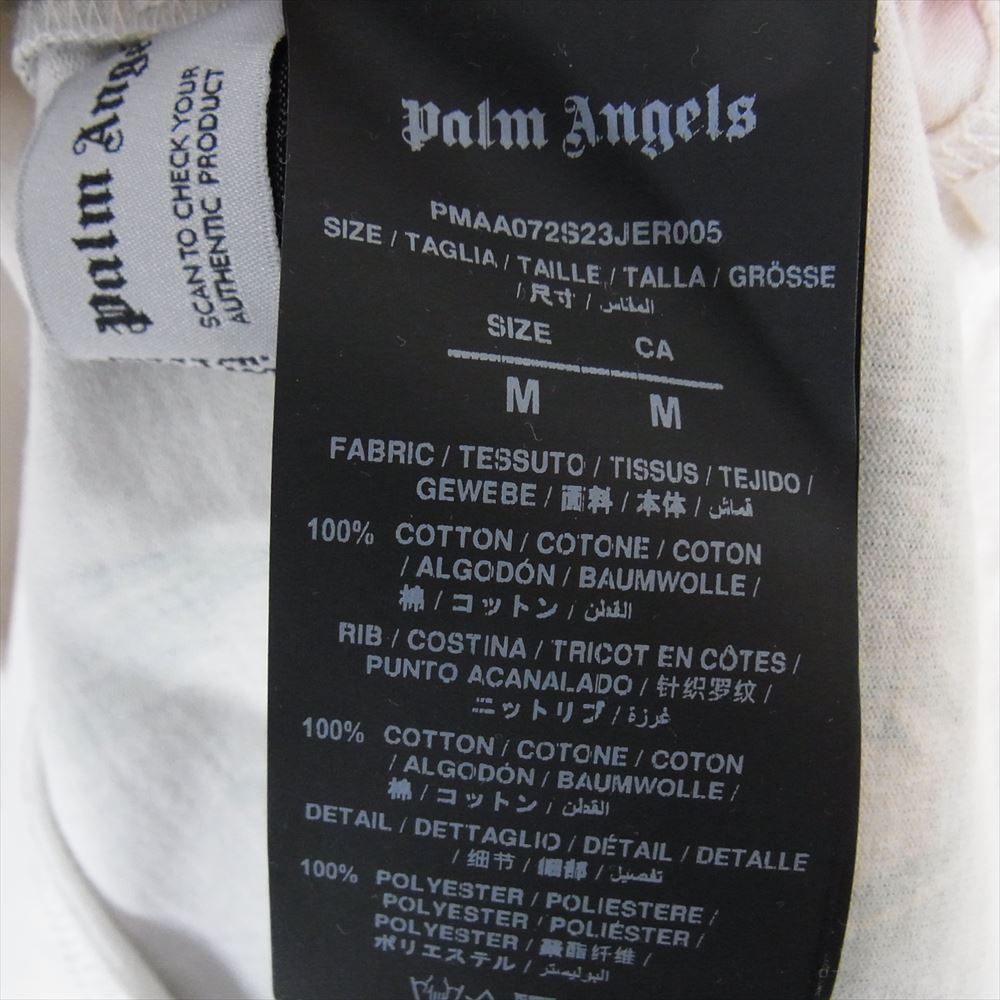 Palm Angels
SCAN TO CHECK YOUR
AUTHENTIC PRODUCT
Palm Angels
PMAA072S23JER005
SIZE / TAGLIA / TAILLE / TALLA / GRÖSSE
/ 尺寸 / المقاس
SIZE CA
M M
FABRIC / TESSUTO / TISSUS / TEJIDO /
GEWEBE / 面料 / 本体 / قماش
100% COTTON / COTONE / COTON
/ ALGODÓN / BAUMWOLLE /
棉 / コットン / القطن
RIB / COSTINA / TRICOT EN CÔTES /
PUNTO ACANALADO / 针织罗纹 /
ニットリブ / غرزة
100% COTTON / COTONE / COTON
/ ALGODÓN / BAUMWOLLE /
棉 / コットン / القطن
DETAIL / DETTAGLIO / DÉTAIL / DETALLE
/ 细节 / 細部 / تفصيل
100% POLYESTER / POLIESTERE /
POLYESTER / POLIÉSTER /
POLYESTER / 聚酯纤维 /
ポリエステル / البوليستر